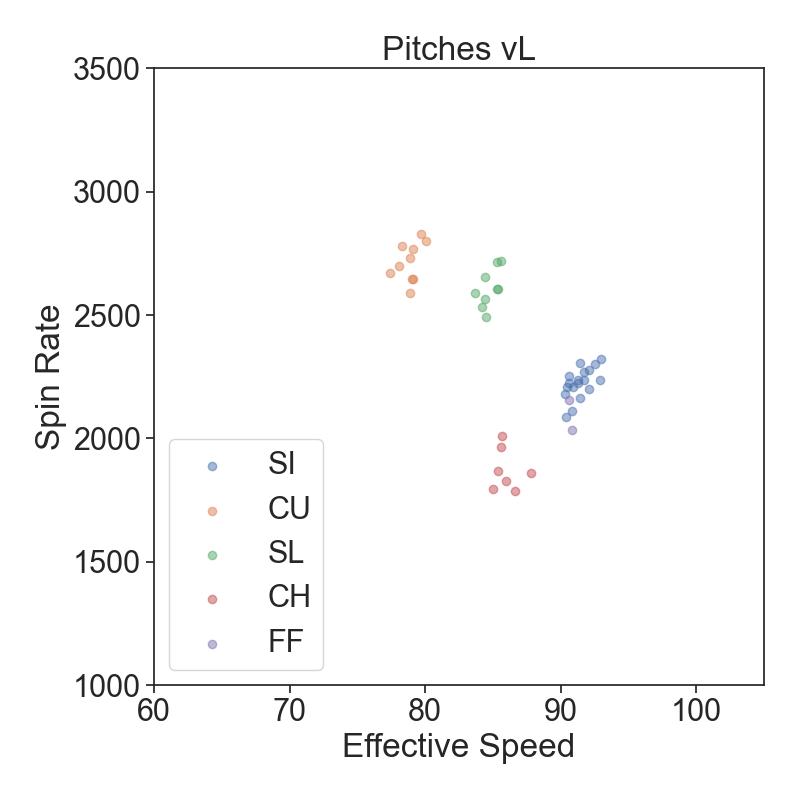 Pitches vL
3500
3000
2500
2000
1500
1000
Spin Rate
SI
CU
SL
CH
FF
60 70 80 90 100
Effective Speed